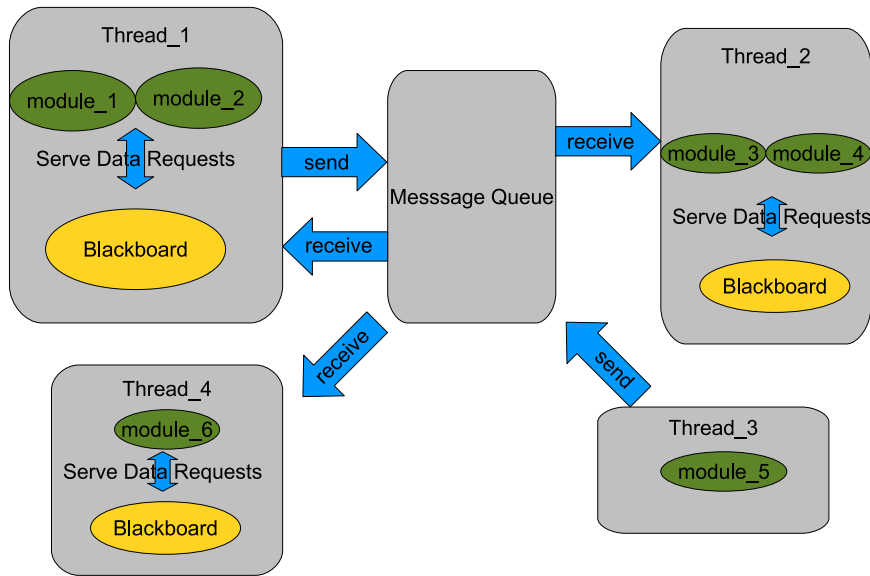 Thread_1
module_1
module_2
Serve Data Requests
Blackboard
send
receive
Messsage Queue
receive
Thread_2
module_3
module_4
Serve Data Requests
Blackboard
receive
send
Thread_4
module_6
Serve Data Requests
Blackboard
Thread_3
module_5